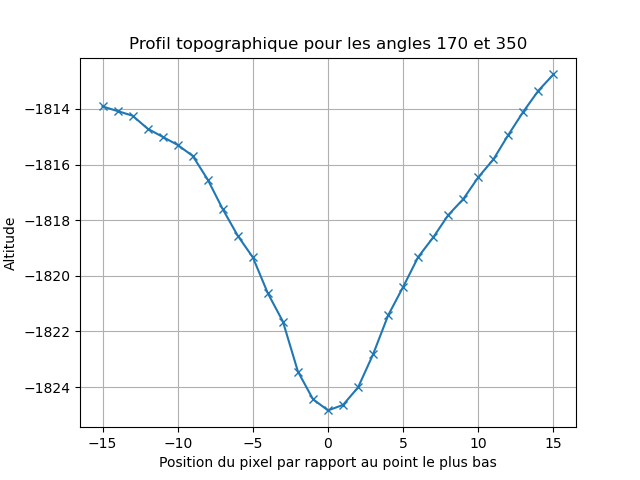 Profil topographique pour les angles 170 et 350
Altitude
−1814
−1816
−1818
−1820
−1822
−1824
−15 −10 −5 0 5 10 15
Position du pixel par rapport au point le plus bas